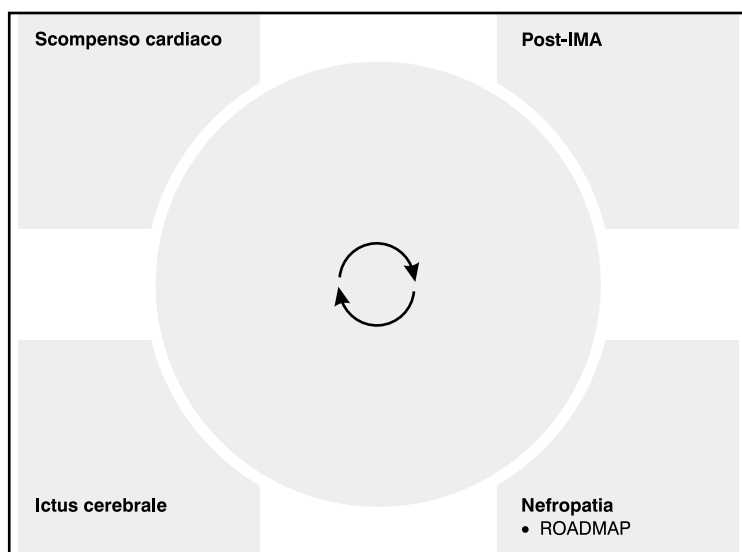 Scompenso cardiaco
Post-IMA
Ictus cerebrale
Nefropatia
• ROADMAP